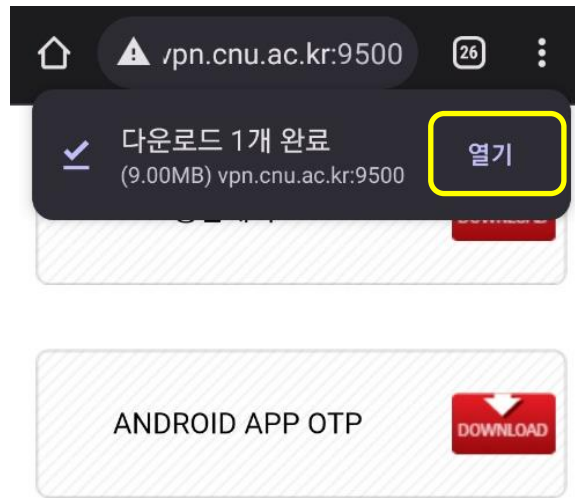 vpn.cnu.ac.kr:9500
26
다운로드 1개 완료
(9.00MB) vpn.cnu.ac.kr:9500
열기
ANDROID APP OTP
DOWNLOAD